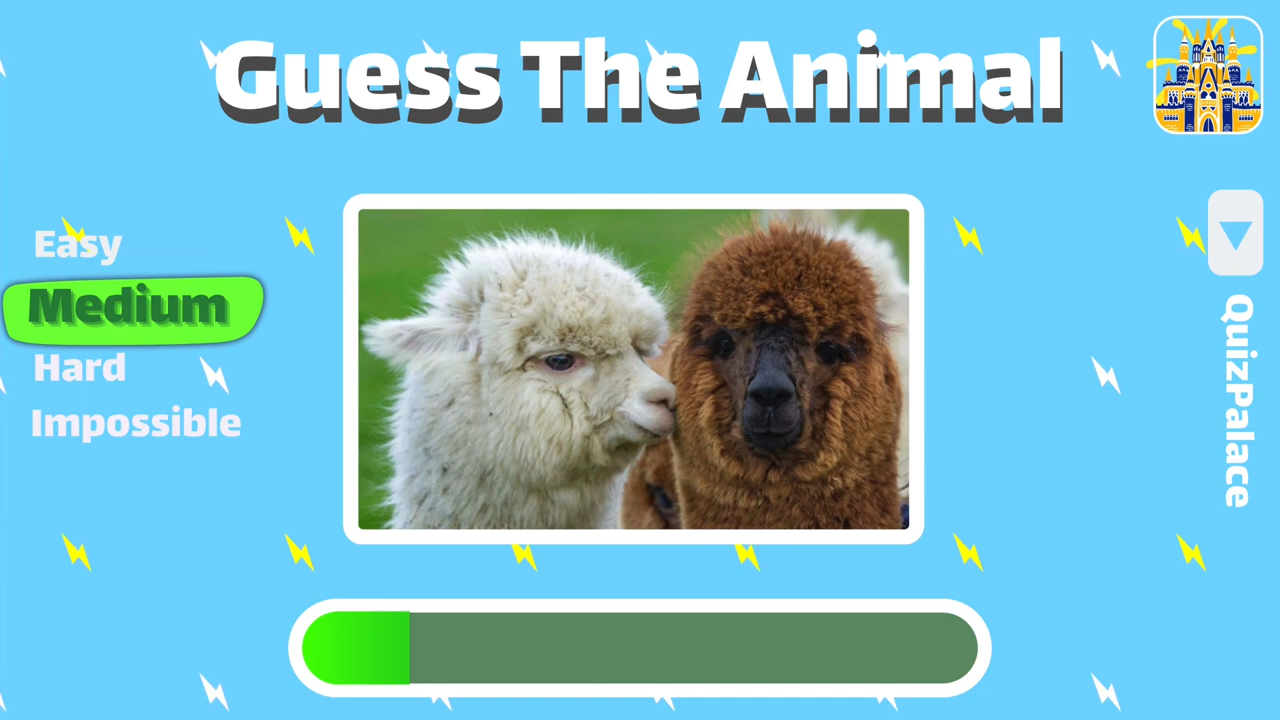 Guess The Animal
Easy
Medium
Hard
Impossible
QuizPalace